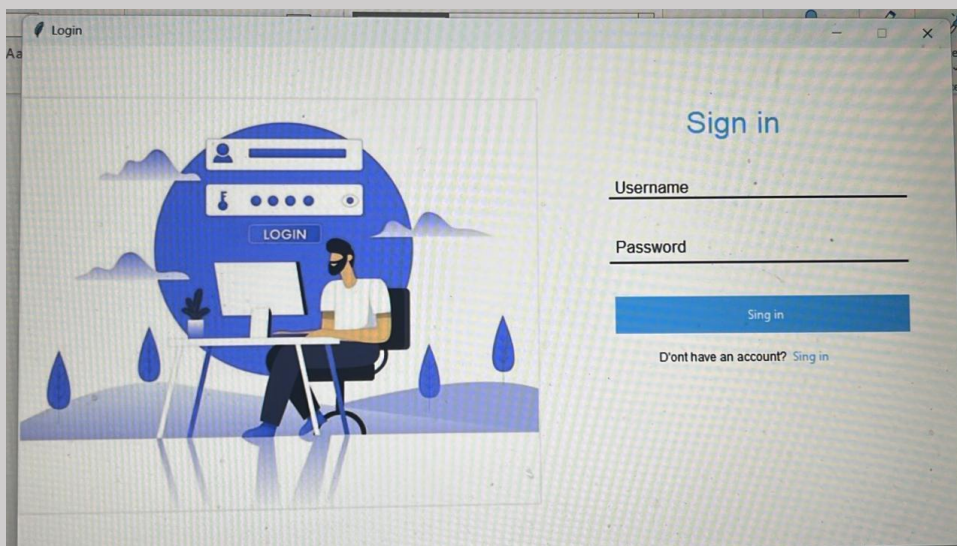 Login
Aa
LOGIN
Sign in
Username
Password
Sing in
D'ont have an account? Sing in